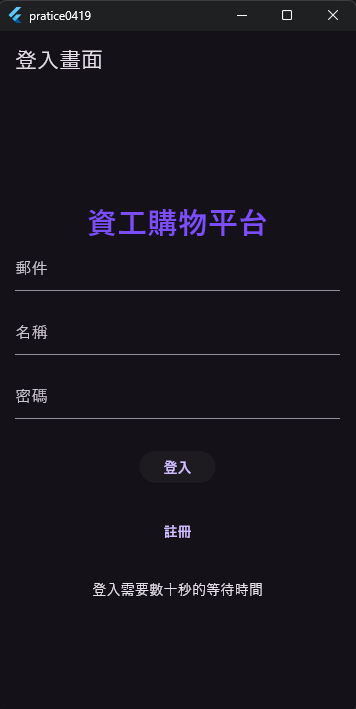 pratice0419
登入畫面
資工購物平台
郵件
名稱
密碼
登入
註冊
登入需要數十秒的等待時間